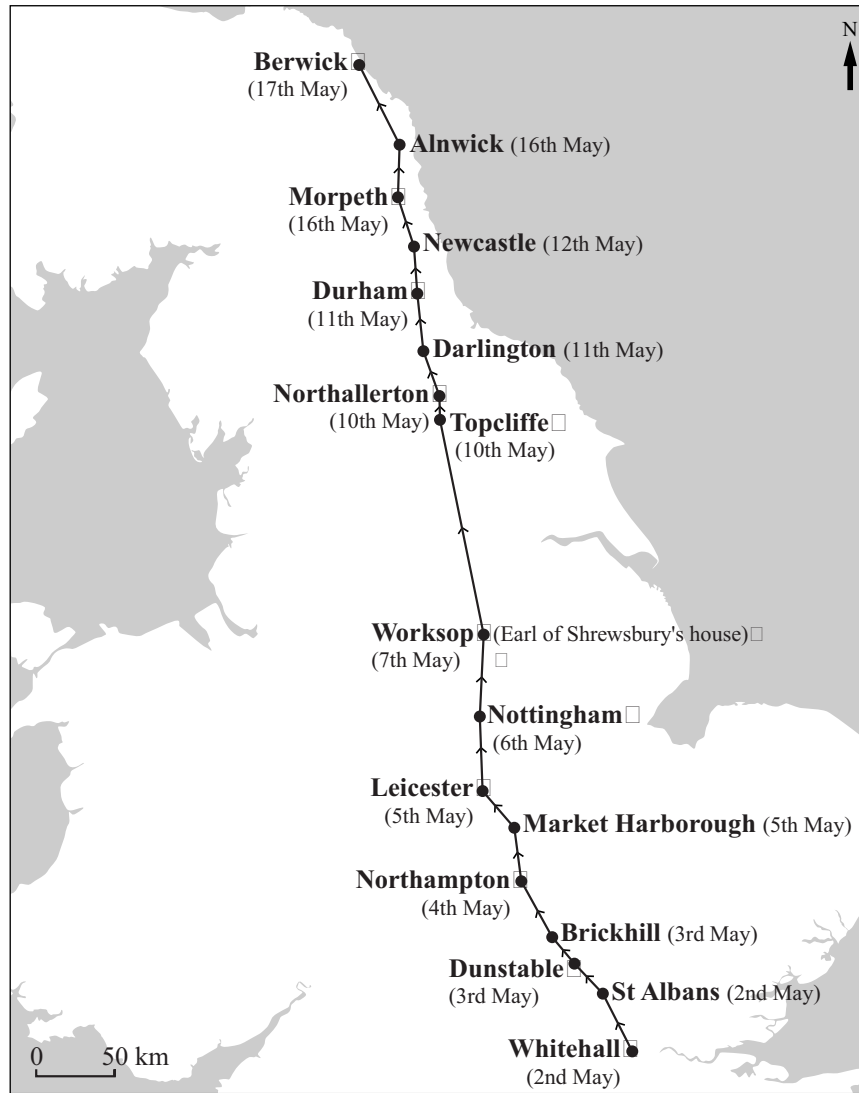 N
Berwick
(17th May)
Alnwick (16th May)
Morpeth
(16th May)
Newcastle (12th May)
Durham
(11th May)
Darlington (11th May)
Northallerton
(10th May)
Topcliffe
(10th May)
Worksop (Earl of Shrewsbury's house)
(7th May)
Nottingham
(6th May)
Leicester
(5th May)
Market Harborough (5th May)
Northampton
(4th May)
Brickhill (3rd May)
Dunstable
(3rd May)
St Albans (2nd May)
Whitehall
(2nd May)
0 50 km